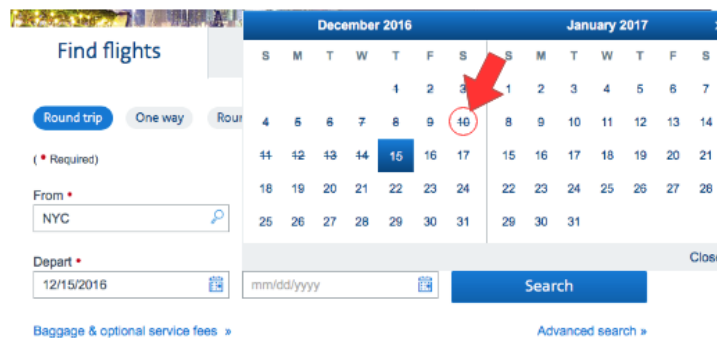 December 2016
January 2017
Find flights
S M T W T F S
S M T W T F S
1 2 3
1 2 3 4 5 6 7
Round trip
One way
Roun
4 5 6 7 8 9 10
8 9 10 11 12 13 14
( • Required)
11 12 13 14 15 16 17
15 16 17 18 19 20 21
From •
18 19 20 21 22 23 24
22 23 24 25 26 27 28
NYC
25 26 27 28 29 30 31
29 30 31
Depart •
Close
12/15/2016
mm/dd/yyyy
Search
Baggage & optional service fees »
Advanced search »